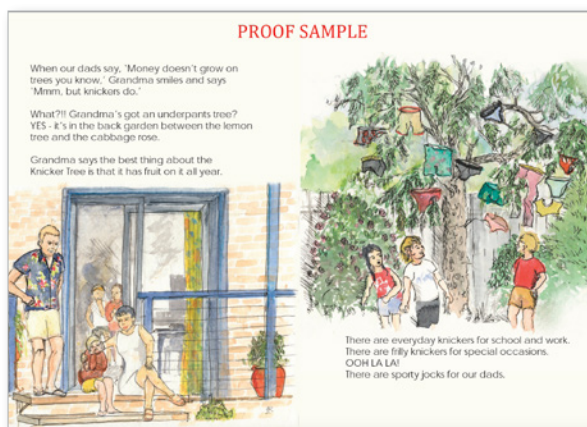 PROOF SAMPLE
When our dads say, 'Money doesn't grow on
trees you know,' Grandma smiles and says
'Mmm, but knickers do.'
What?!! Grandma's got an underpants tree?
YES - it's in the back garden between the lemon
tree and the cabbage rose.
Grandma says the best thing about the
Knicker Tree is that it has fruit on it all year.
There are everyday knickers for school and work.
There are frilly knickers for special occasions.
OOH LA LA!
There are sporty jocks for our dads.